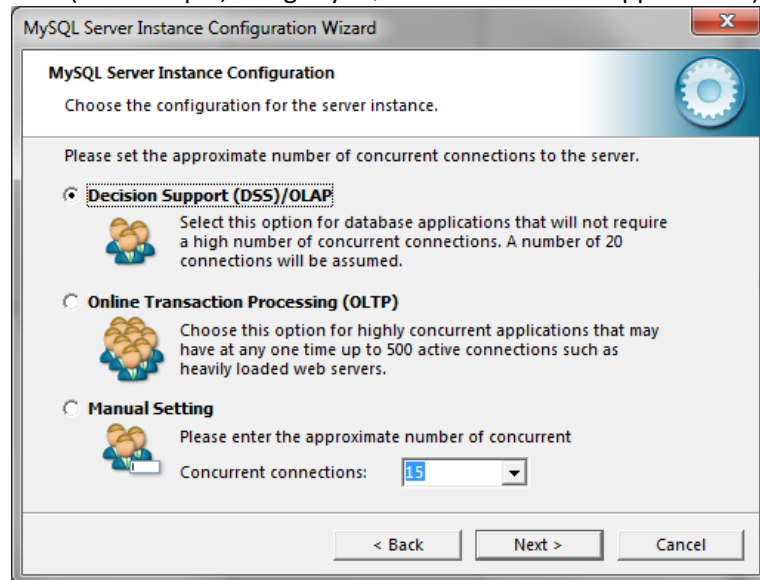 MySQL Server Instance Configuration Wizard
MySQL Server Instance Configuration
Choose the configuration for the server instance.
Please set the approximate number of concurrent connections to the server.
Decision Support (DSS)/OLAP
Select this option for database applications that will not require
a high number of concurrent connections. A number of 20
connections will be assumed.
Online Transaction Processing (OLTP)
Choose this option for highly concurrent applications that may
have at any one time up to 500 active connections such as
heavily loaded web servers.
Manual Setting
Please enter the approximate number of concurrent
Concurrent connections: 15
< Back Next > Cancel